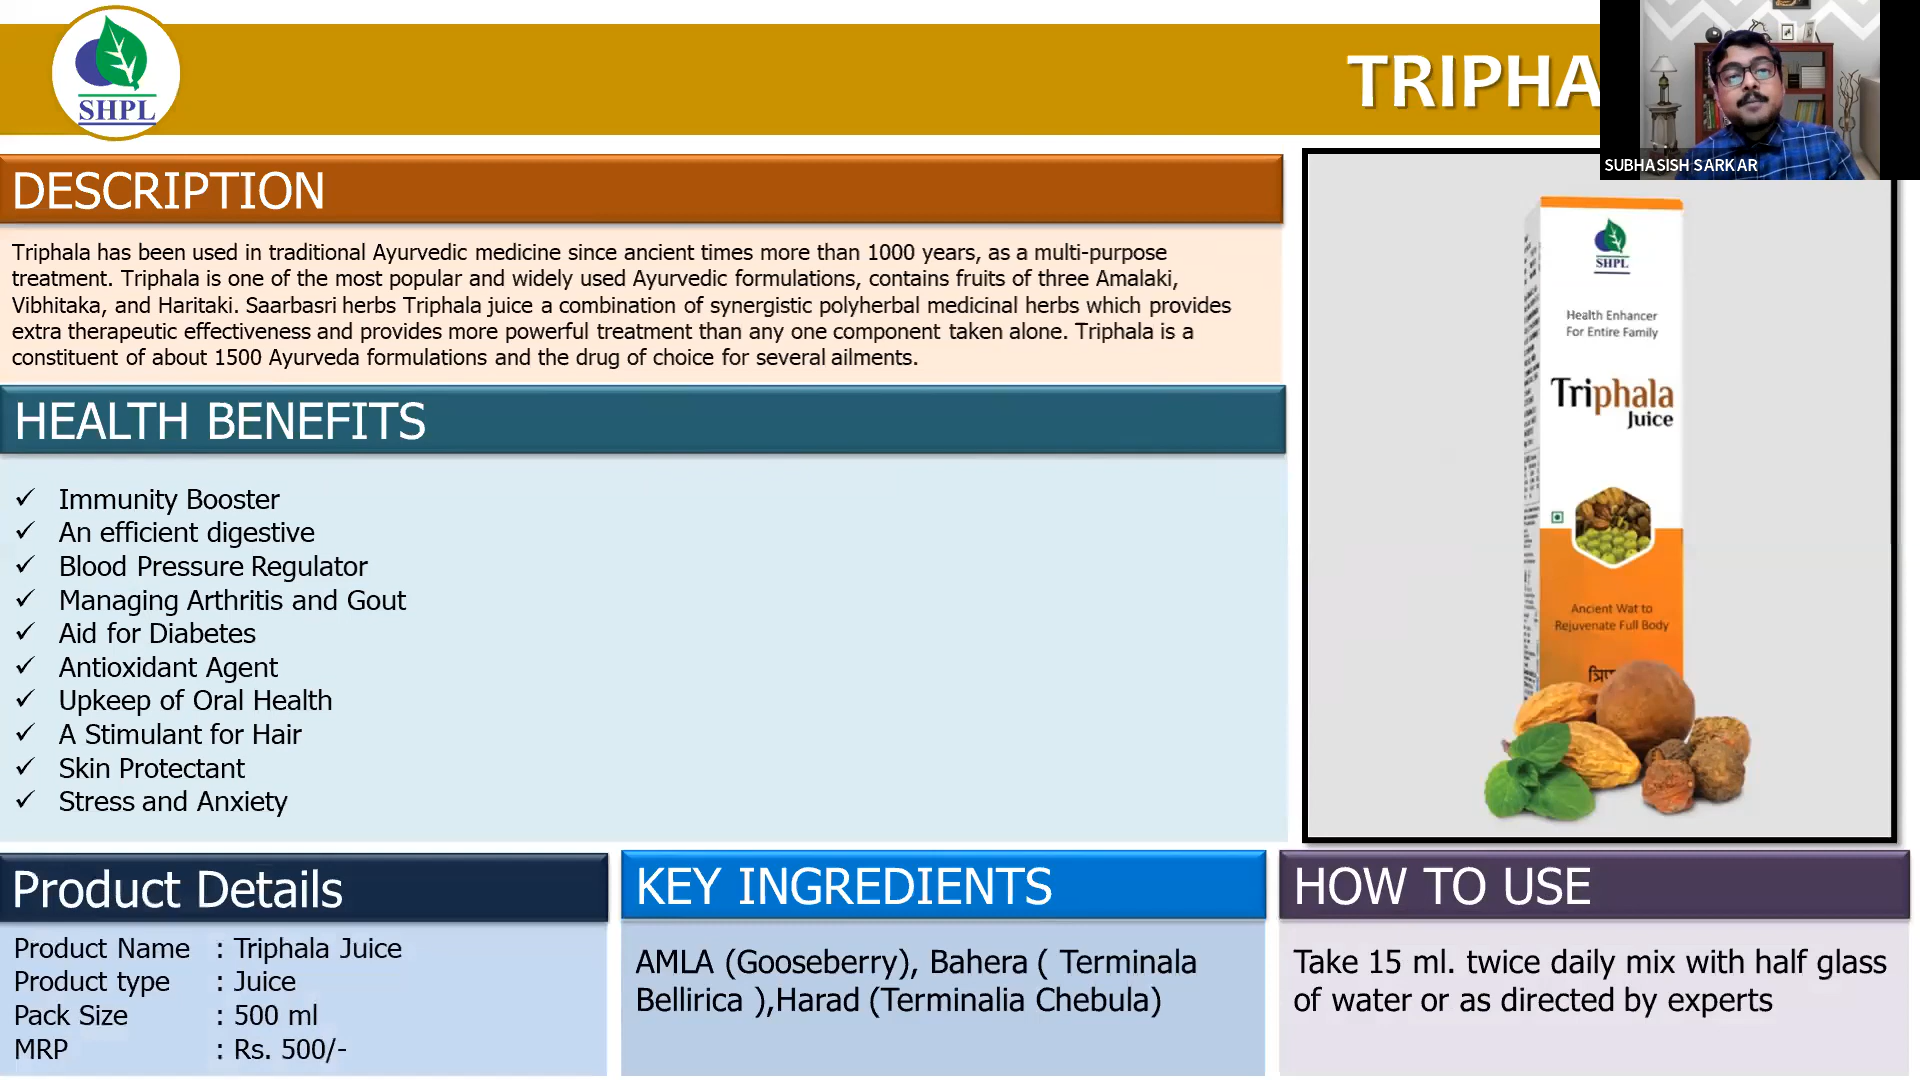 SHPL
TRIPHA
SUBHASISH SARKAR
DESCRIPTION
Triphala has been used in traditional Ayurvedic medicine since ancient times more than 1000 years, as a multi-purpose
treatment. Triphala is one of the most popular and widely used Ayurvedic formulations, contains fruits of three Amalaki,
Vibhitaka, and Haritaki. Saarbasri herbs Triphala juice a combination of synergistic polyherbal medicinal herbs which provides
extra therapeutic effectiveness and provides more powerful treatment than any one component taken alone. Triphala is a
constituent of about 1500 Ayurveda formulations and the drug of choice for several ailments.
HEALTH BENEFITS
✓ Immunity Booster
✓ An efficient digestive
✓ Blood Pressure Regulator
✓ Managing Arthritis and Gout
✓ Aid for Diabetes
✓ Antioxidant Agent
✓ Upkeep of Oral Health
✓ A Stimulant for Hair
✓ Skin Protectant
✓ Stress and Anxiety
SHPL
Health Enhancer
For Entire Family
Triphala
Juice
Ancient Wat to
Rejuvenate Full Body
Product Details
Product Name : Triphala Juice
Product type : Juice
Pack Size : 500 ml
MRP : Rs. 500/-
KEY INGREDIENTS
AMLA (Gooseberry), Bahera ( Terminala
Bellirica ),Harad (Terminalia Chebula)
HOW TO USE
Take 15 ml. twice daily mix with half glass
of water or as directed by experts